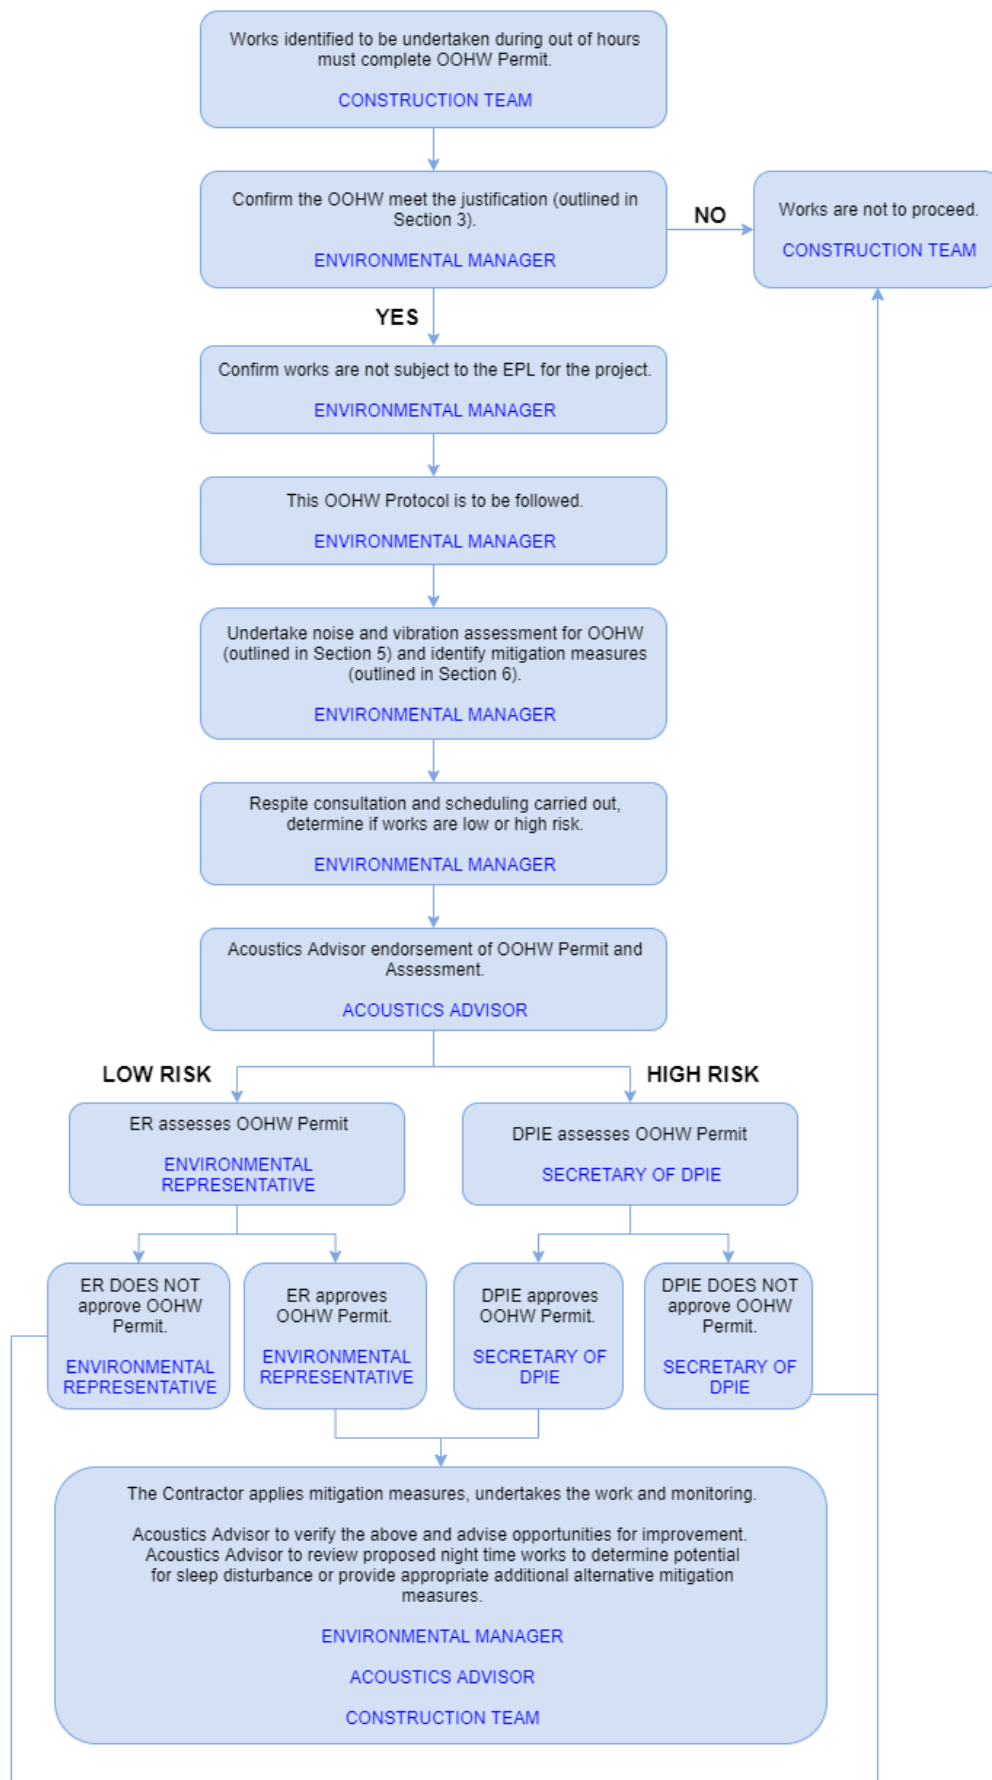 Works identified to be undertaken during out of hours
must complete OOHW Permit.
CONSTRUCTION TEAM
Confirm the OOHW meet the justification (outlined in
Section 3).
ENVIRONMENTAL MANAGER
NO
Works are not to proceed.
CONSTRUCTION TEAM
YES
Confirm works are not subject to the EPL for the project.
ENVIRONMENTAL MANAGER
This OOHW Protocol is to be followed.
ENVIRONMENTAL MANAGER
Undertake noise and vibration assessment for OOHW
(outlined in Section 5) and identify mitigation measures
(outlined in Section 6).
ENVIRONMENTAL MANAGER
Respite consultation and scheduling carried out,
determine if works are low or high risk.
ENVIRONMENTAL MANAGER
Acoustics Advisor endorsement of OOHW Permit and
Assessment.
ACOUSTICS ADVISOR
LOW RISK
HIGH RISK
ER assesses OOHW Permit
ENVIRONMENTAL
REPRESENTATIVE
DPIE assesses OOHW Permit
SECRETARY OF DPIE
ER DOES NOT
approve OOHW
Permit.
ENVIRONMENTAL
REPRESENTATIVE
ER approves
OOHW Permit.
ENVIRONMENTAL
REPRESENTATIVE
DPIE approves
OOHW Permit.
SECRETARY OF
DPIE
DPIE DOES NOT
approve OOHW
Permit.
SECRETARY OF
DPIE
The Contractor applies mitigation measures, undertakes the work and monitoring.
Acoustics Advisor to verify the above and advise opportunities for improvement.
Acoustics Advisor to review proposed night time works to determine potential
for sleep disturbance or provide appropriate additional alternative mitigation
measures.
ENVIRONMENTAL MANAGER
ACOUSTICS ADVISOR
CONSTRUCTION TEAM